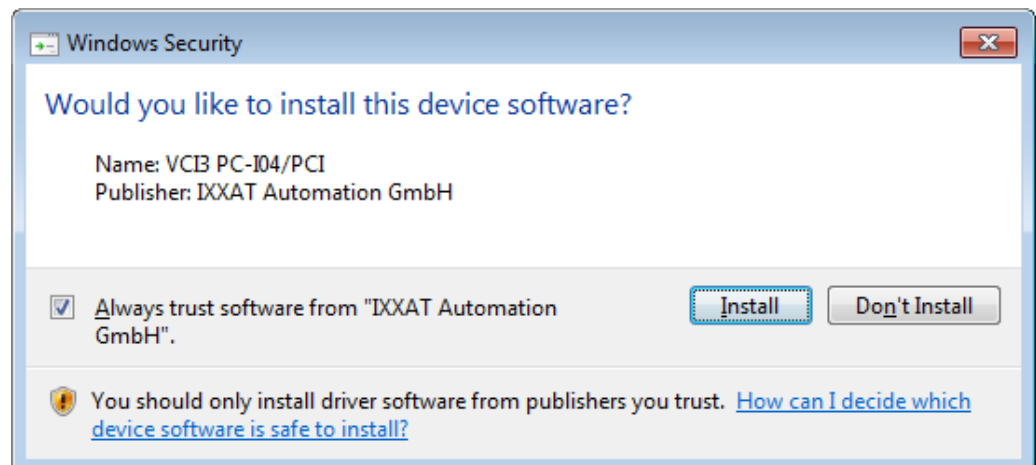 Windows Security
Would you like to install this device software?
Name: VCI3 PC-I04/PCI
Publisher: IXXAT Automation GmbH
Always trust software from "IXXAT Automation
GmbH".
Install
Don't Install
You should only install driver software from publishers you trust. How can I decide which
device software is safe to install?